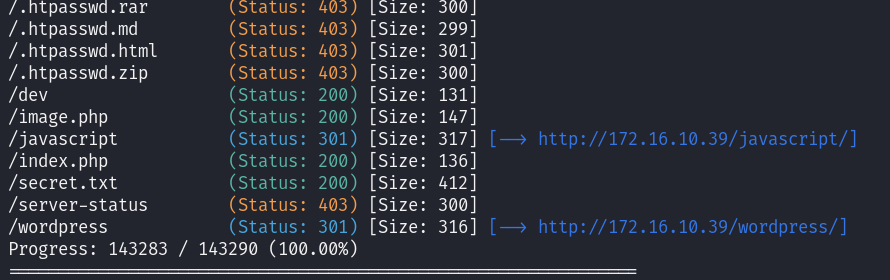 /.htpasswd.rar (Status: 403) [Size: 300]
/.htpasswd.md (Status: 403) [Size: 299]
/.htpasswd.html (Status: 403) [Size: 301]
/.htpasswd.zip (Status: 403) [Size: 300]
/dev (Status: 200) [Size: 131]
/image.php (Status: 200) [Size: 147]
/javascript (Status: 301) [Size: 317] [--> http://172.16.10.39/javascript/]
/index.php (Status: 200) [Size: 136]
/secret.txt (Status: 200) [Size: 412]
/server-status (Status: 403) [Size: 300]
/wordpress (Status: 301) [Size: 316] [--> http://172.16.10.39/wordpress/]
Progress: 143283 / 143290 (100.00%)
===============================================================